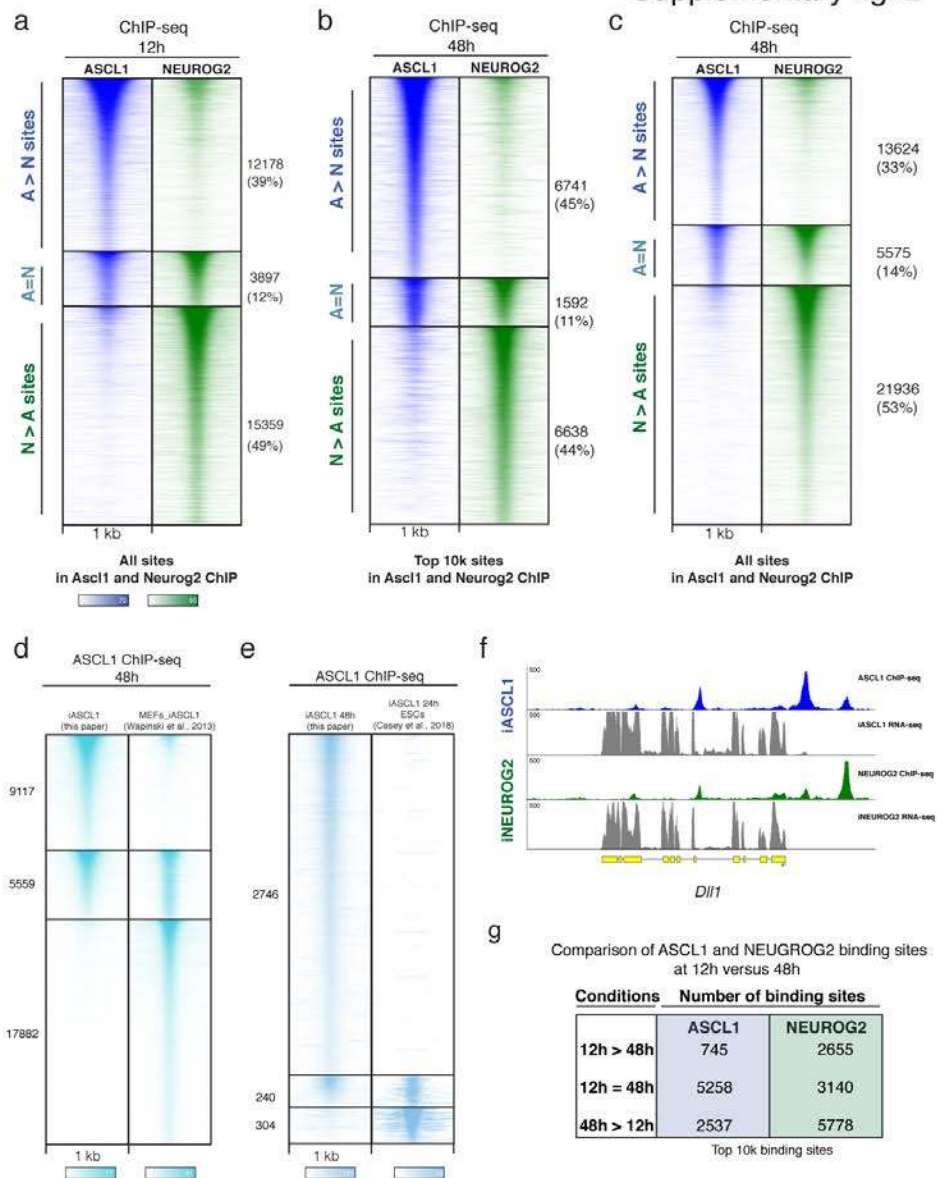 a
ChIP-seq
12h
ASCL1 NEUROG2
A > N sites
A=N
N > A sites
12178
(39%)
3897
(12%)
15359
(49%)
1 kb
All sites
in Ascl1 and Neurog2 ChIP
70
60
b
ChIP-seq
48h
ASCL1 NEUROG2
A > N sites
A=N
N > A sites
6741
(45%)
1592
(11%)
6638
(44%)
1 kb
Top 10k sites
in Ascl1 and Neurog2 ChIP
c
ChIP-seq
48h
ASCL1 NEUROG2
A > N sites
A=N
N > A sites
13624
(33%)
5575
(14%)
21936
(53%)
1 kb
All sites
in Ascl1 and Neurog2 ChIP
d
ASCL1 ChIP-seq
48h
iASCL1 MEFs_iASCL1
(this paper) (Wapinski et al., 2013)
9117
5559
17882
1 kb
e
ASCL1 ChIP-seq
iASCL1 24h
iASCL1 48h ESCs
(this paper) (Casey et al., 2018)
2746
240
304
1 kb
f
iASCL1
iNEUROG2
500
ASCL1 ChIP-seq
500
iASCL1 RNA-seq
500
NEUROG2 ChIP-seq
500
iNEUROG2 RNA-seq
Dll1
g
Comparison of ASCL1 and NEUGROG2 binding sites
at 12h versus 48h
Conditions Number of binding sites
ASCL1 NEUROG2
12h > 48h 745 2655
12h = 48h 5258 3140
48h > 12h 2537 5778
Top 10k binding sites